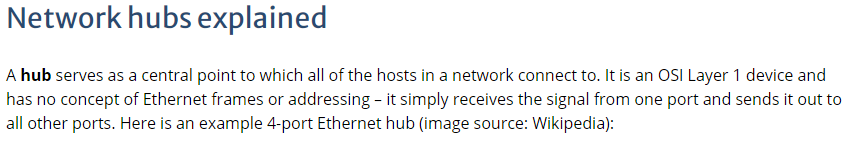 Network hubs explained
A hub serves as a central point to which all of the hosts in a network connect to. It is an OSI Layer 1 device and
has no concept of Ethernet frames or addressing – it simply receives the signal from one port and sends it out to
all other ports. Here is an example 4-port Ethernet hub (image source: Wikipedia):